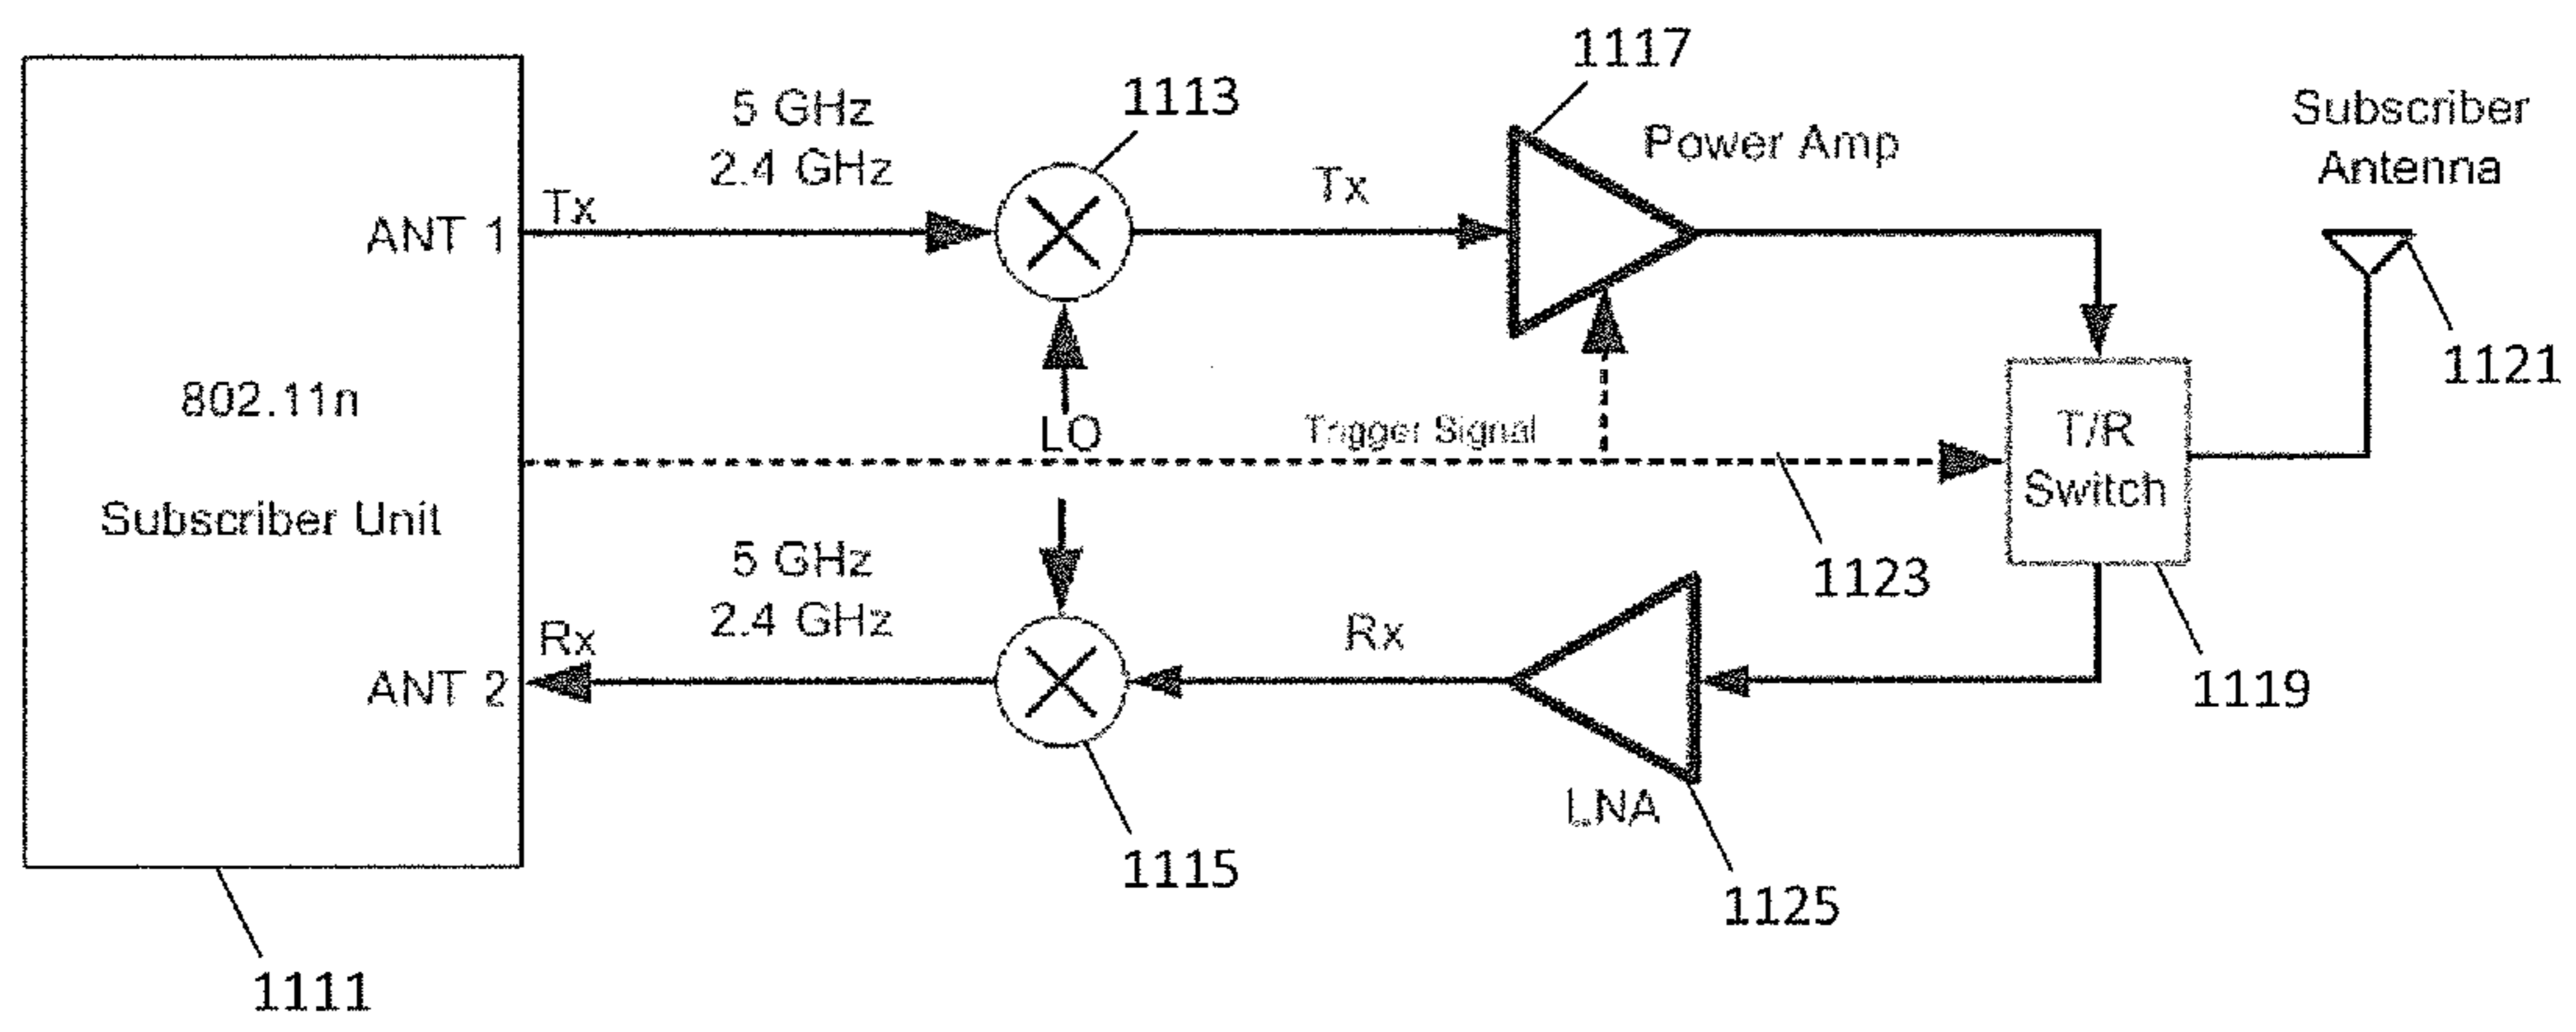 1117
1113
5 GHz
2.4 GHz
Power Amp
Subscriber
Antenna
Tx
Tx
ANT 1
1121
802.11n
LO
Trigger Signal
T/R
Switch
Subscriber Unit
5 GHz
2.4 GHz
1123
Rx
Rx
ANT 2
1119
LNA
1115
1125
1111